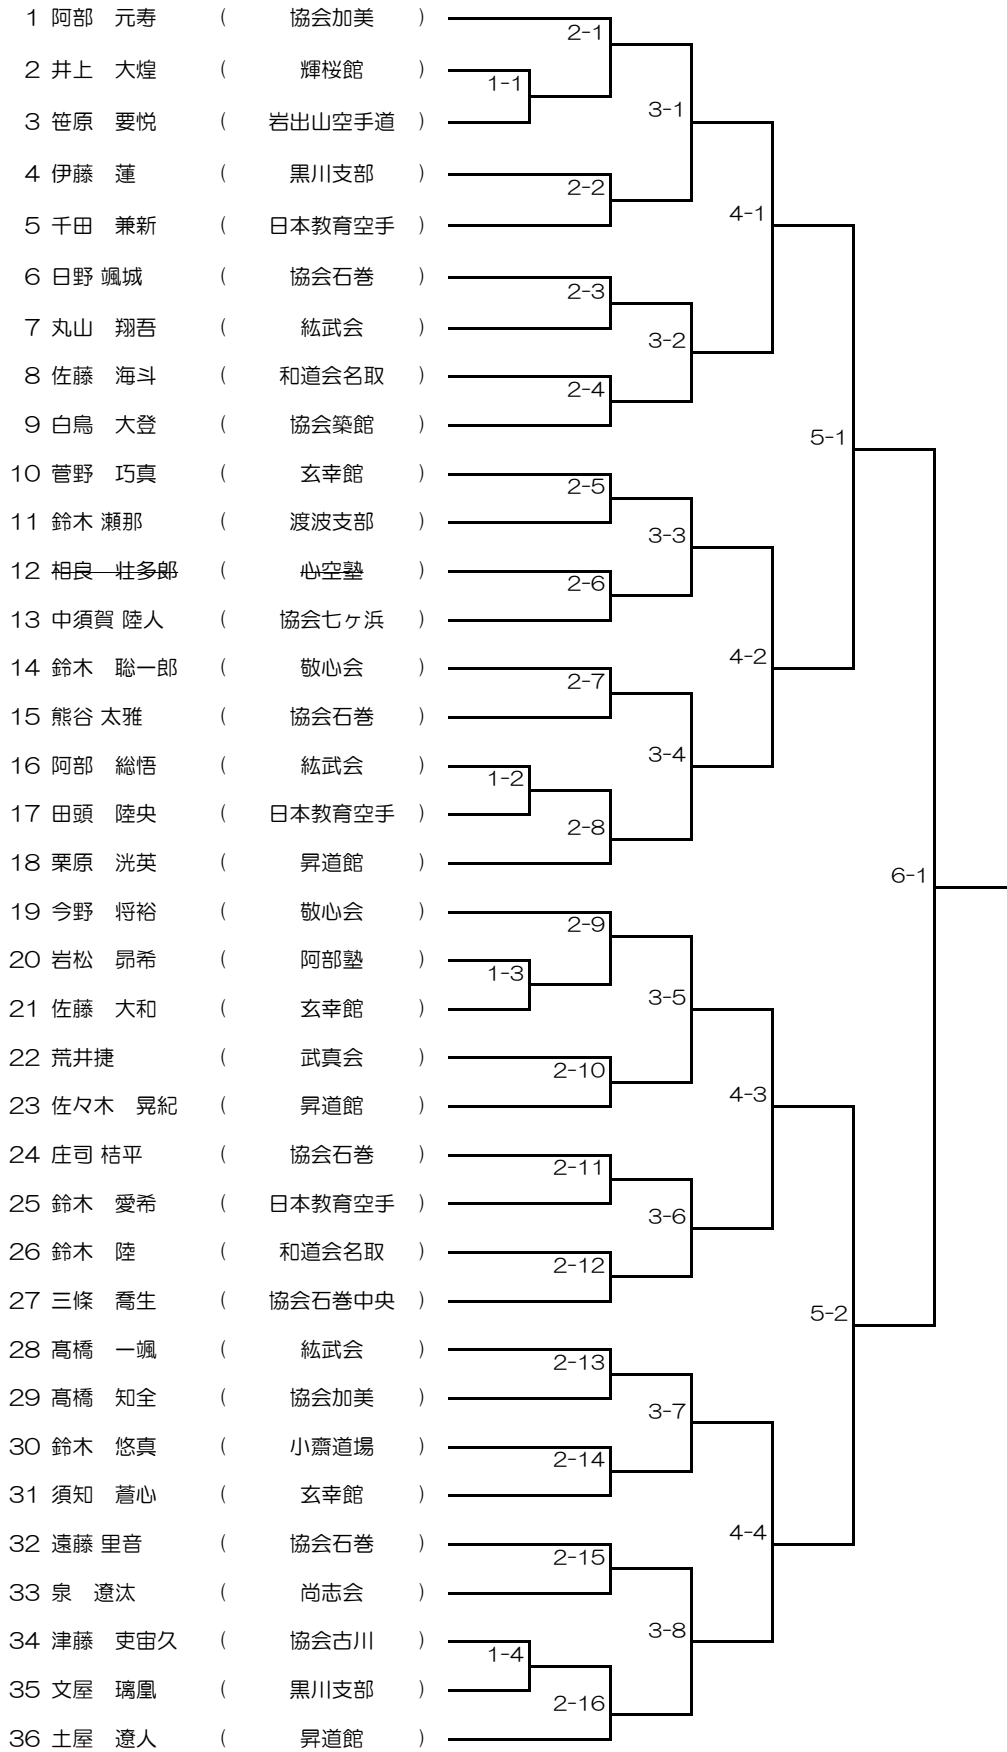 1 阿部　元寿 ( 協会加美
2-1
2 井上　大煌 ( 輝桜館 )
1-1
3-1
3 笹原　要悦 ( 岩出山空手道 )
4 伊藤　蓮 ( 黒川支部 )
2-2
4-1
5 千田　兼新 ( 日本教育空手 )
6 日野 颯城 ( 協会石巻 )
2-3
7 丸山　翔吾 ( 紘武会 )
3-2
8 佐藤　海斗 ( 和道会名取 )
2-4
9 白鳥　大登 ( 協会築館 )
5-1
10 菅野　巧真 ( 玄幸館 )
2-5
11 鈴木 瀬那 ( 渡波支部 )
3-3
12 相良　壮多郎 ( 心空塾 )
2-6
13 中須賀 陸人 ( 協会七ヶ浜 )
4-2
14 鈴木　聡一郎 ( 敬心会 )
2-7
15 熊谷 太雅 ( 協会石巻 )
3-4
16 阿部　総悟 ( 紘武会 )
1-2
17 田頭　陸央 ( 日本教育空手 )
2-8
18 栗原　洸英 ( 昇道館 )
6-1
19 今野　将裕 ( 敬心会 )
2-9
20 岩松　昴希 ( 阿部塾 )
1-3
3-5
21 佐藤　大和 ( 玄幸館 )
22 荒井捷 ( 武真会 )
2-10
4-3
23 佐々木　晃紀 ( 昇道館 )
24 庄司 桔平 ( 協会石巻 )
2-11
25 鈴木　愛希 ( 日本教育空手 )
3-6
26 鈴木　陸 ( 和道会名取 )
2-12
27 三條　喬生 ( 協会石巻中央 )
5-2
28 髙橋　一颯 ( 紘武会 )
2-13
29 髙橋　知全 ( 協会加美 )
3-7
30 鈴木　悠真 ( 小齋道場 )
2-14
31 須知　蒼心 ( 玄幸館 )
4-4
32 遠藤 里音 ( 協会石巻 )
2-15
33 泉　遼汰 ( 尚志会 )
3-8
34 津藤　吏宙久 ( 協会古川 )
1-4
35 文屋　璃凰 ( 黒川支部 )
2-16
36 土屋　遼人 ( 昇道館 )